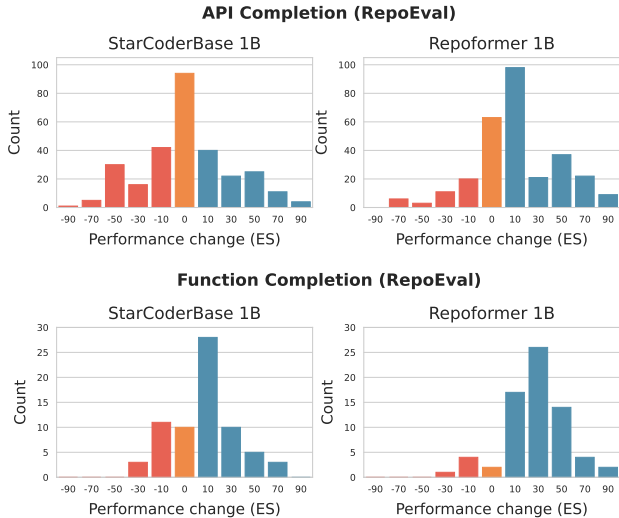 API Completion (RepoEval)
StarCoderBase 1B
Repoformer 1B
100
80
60
40
20
0
Count
-90 -70 -50 -30 -10 0 10 30 50 70 90
Performance change (ES)
100
80
60
40
20
0
Count
-90 -70 -50 -30 -10 0 10 30 50 70 90
Performance change (ES)
Function Completion (RepoEval)
StarCoderBase 1B
Repoformer 1B
30
25
20
15
10
5
0
Count
-90 -70 -50 -30 -10 0 10 30 50 70 90
Performance change (ES)
30
25
20
15
10
5
0
Count
-90 -70 -50 -30 -10 0 10 30 50 70 90
Performance change (ES)